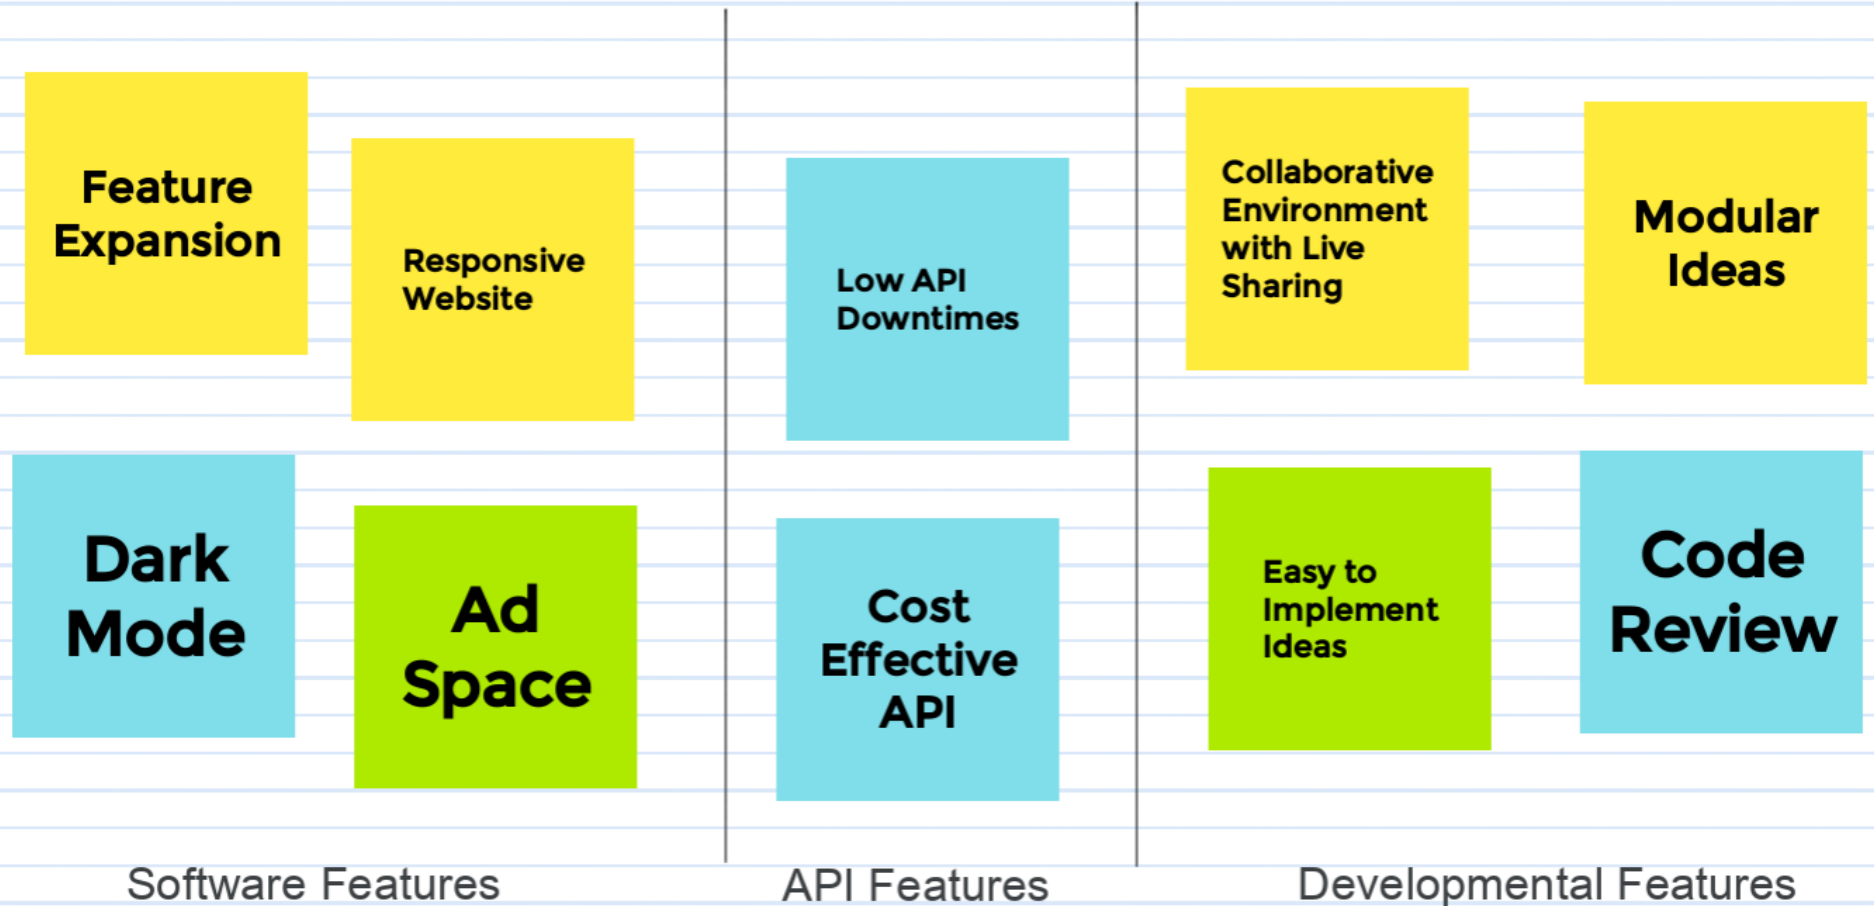 Feature
Expansion
Responsive
Website
Dark
Mode
Ad
Space
Software Features
Low API
Downtimes
Cost
Effective
API
API Features
Collaborative
Environment
with Live
Sharing
Modular
Ideas
Easy to
Implement
Ideas
Code
Review
Developmental Features